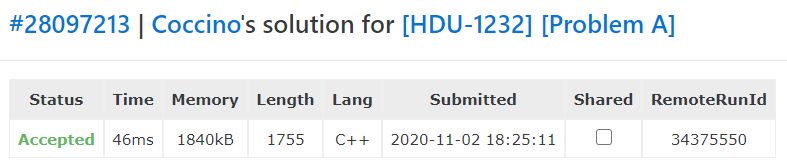 #28097213 | Coccino's solution for [HDU-1232] [Problem A]
Status Time Memory Length Lang Submitted Shared RemoteRunId
Accepted 46ms 1840kB 1755 C++ 2020-11-02 18:25:11 34375550